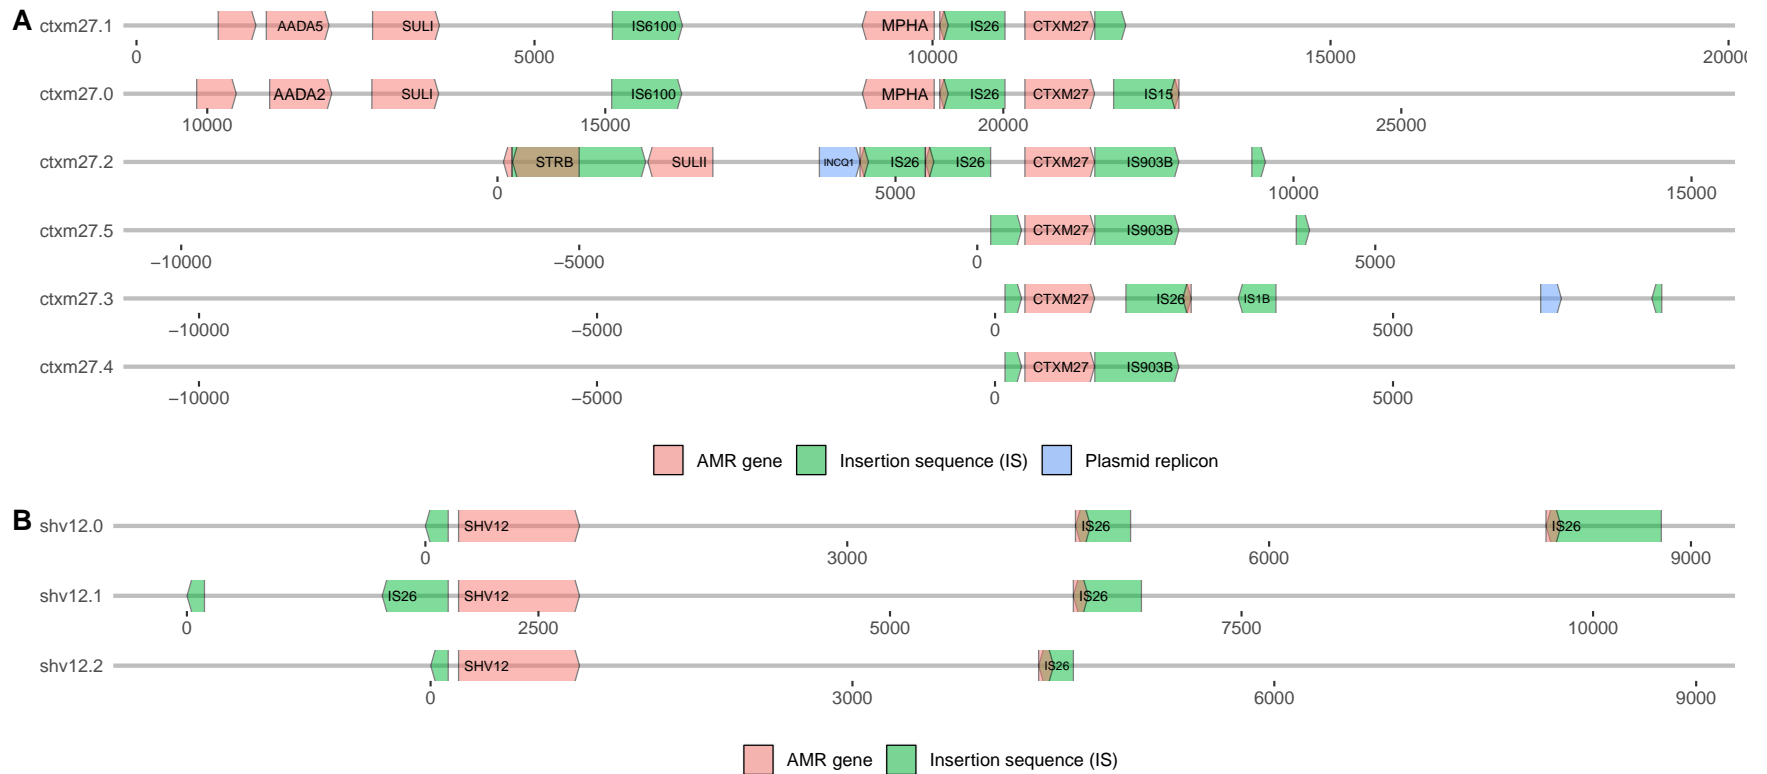 A
ctxm27.1 AADA5 SULI IS6100 MPHA IS26 CTXM27
0 5000 10000 15000 2000
ctxm27.0 AADA2 SULI IS6100 MPHA IS26 CTXM27 IS15
10000 15000 20000 25000
ctxm27.2 STRB SULII INCQ1 IS26 IS26 CTXM27 IS903B
0 5000 10000 15000
ctxm27.5 CTXM27 IS903B
−10000 −5000 0 5000
ctxm27.3 CTXM27 IS26 IS1B
−10000 −5000 0 5000
ctxm27.4 CTXM27 IS903B
−10000 −5000 0 5000
AMR gene Insertion sequence (IS) Plasmid replicon
B
shv12.0 SHV12 IS26 IS26
0 3000 6000 9000
shv12.1 IS26 SHV12 IS26
0 2500 5000 7500 10000
shv12.2 SHV12 IS26
0 3000 6000 9000
AMR gene Insertion sequence (IS)